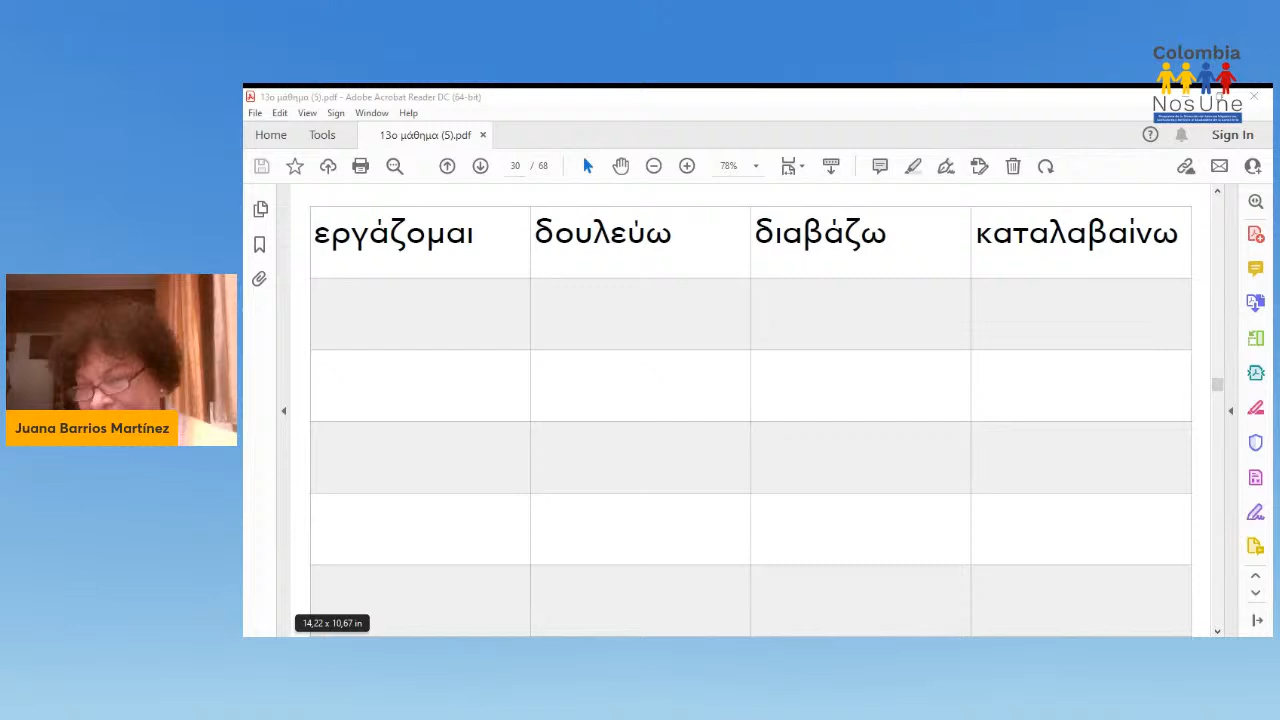 Colombia
Nos Une
13ο μάθημα (5).pdf - Adobe Acrobat Reader DC (64-bit)
File Edit View Sign Window Help
Home Tools 13ο μάθημα (5).pdf × Sign In
30 / 68 78%
εργάζομαι δουλεύω διαβάζω καταλαβαίνω
Juana Barrios Martínez
14,22 x 10,67 in